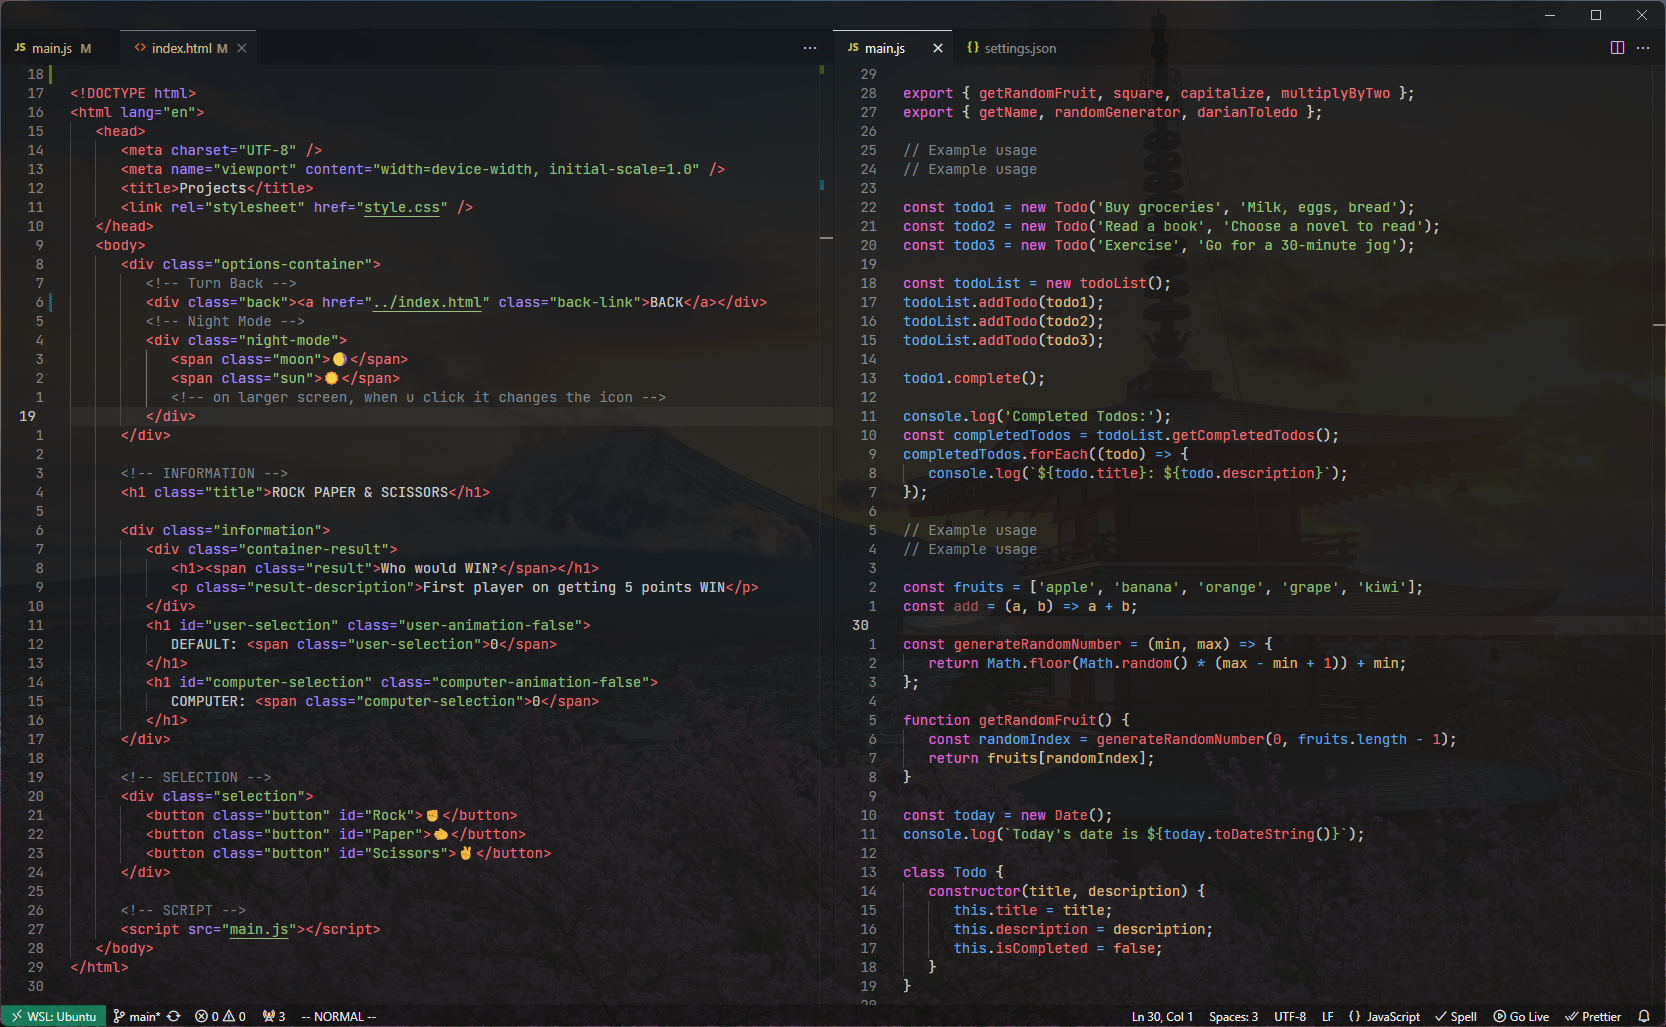 JS main.js M
<> index.html M
18
17 <!DOCTYPE html>
16 <html lang="en">
15 <head>
14 <meta charset="UTF-8" />
13 <meta name="viewport" content="width=device-width, initial-scale=1.0" />
12 <title>Projects</title>
11 <link rel="stylesheet" href="style.css" />
10 </head>
9 <body>
8 <div class="options-container">
7 <!-- Turn Back -->
6 <div class="back"><a href="../index.html" class="back-link">BACK</a></div>
5 <!-- Night Mode -->
4 <div class="night-mode">
3 <span class="moon">🌖</span>
2 <span class="sun">🌞</span>
1 <!-- on larger screen, when u click it changes the icon -->
19 </div>
1 </div>
2
3 <!-- INFORMATION -->
4 <h1 class="title">ROCK PAPER & SCISSORS</h1>
5
6 <div class="information">
7 <div class="container-result">
8 <h1><span class="result">Who would WIN?</span></h1>
9 <p class="result-description">First player on getting 5 points WIN</p>
10 </div>
11 <h1 id="user-selection" class="user-animation-false">
12 DEFAULT: <span class="user-selection">0</span>
13 </h1>
14 <h1 id="computer-selection" class="computer-animation-false">
15 COMPUTER: <span class="computer-selection">0</span>
16 </h1>
17 </div>
18
19 <!-- SELECTION -->
20 <div class="selection">
21 <button class="button" id="Rock">✊</button>
22 <button class="button" id="Paper">🫱</button>
23 <button class="button" id="Scissors">✌</button>
24 </div>
25
26 <!-- SCRIPT -->
27 <script src="main.js"></script>
28 </body>
29 </html>
30
JS main.js
{} settings.json
29
28 export { getRandomFruit, square, capitalize, multiplyByTwo };
27 export { getName, randomGenerator, darianToledo };
26
25 // Example usage
24 // Example usage
23
22 const todo1 = new Todo('Buy groceries', 'Milk, eggs, bread');
21 const todo2 = new Todo('Read a book', 'Choose a novel to read');
20 const todo3 = new Todo('Exercise', 'Go for a 30-minute jog');
19
18 const todoList = new todoList();
17 todoList.addTodo(todo1);
16 todoList.addTodo(todo2);
15 todoList.addTodo(todo3);
14
13 todo1.complete();
12
11 console.log('Completed Todos:');
10 const completedTodos = todoList.getCompletedTodos();
9 completedTodos.forEach((todo) => {
8 console.log(`${todo.title}: ${todo.description}`);
7 });
6
5 // Example usage
4 // Example usage
3
2 const fruits = ['apple', 'banana', 'orange', 'grape', 'kiwi'];
1 const add = (a, b) => a + b;
30
1 const generateRandomNumber = (min, max) => {
2 return Math.floor(Math.random() * (max - min + 1)) + min;
3 };
4
5 function getRandomFruit() {
6 const randomIndex = generateRandomNumber(0, fruits.length - 1);
7 return fruits[randomIndex];
8 }
9
10 const today = new Date();
11 console.log(`Today's date is ${today.toDateString()}`);
12
13 class Todo {
14 constructor(title, description) {
15 this.title = title;
16 this.description = description;
17 this.isCompleted = false;
18 }
19 }
20
WSL: Ubuntu main* 0 0 3 -- NORMAL -- Ln 30, Col 1 Spaces: 3 UTF-8 LF {} JavaScript Spell Go Live Prettier